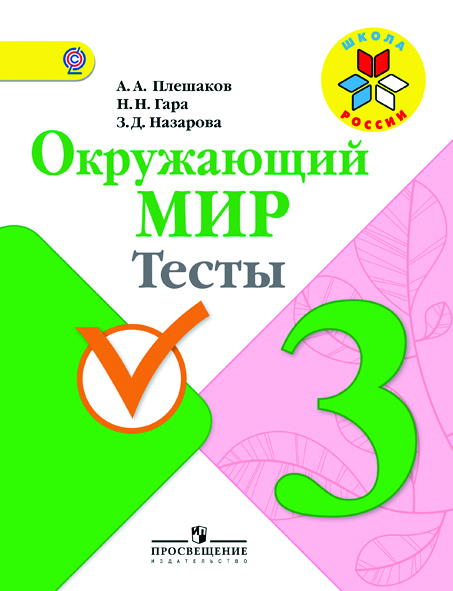 А. А. Плешаков
Н. Н. Гара
З. Д. Назарова
ШКОЛА
РОССИИ
Окружающий
МИР
Тесты
3
ПРОСВЕЩЕНИЕ
ИЗДАТЕЛЬСТВО